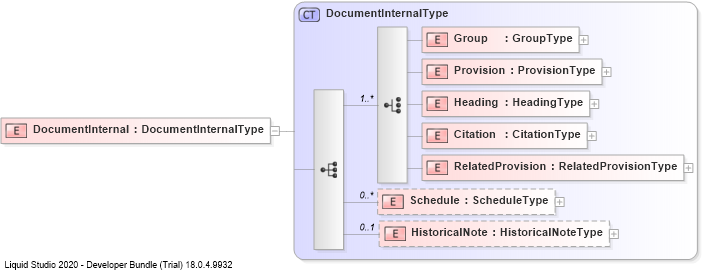 CT DocumentInternalType
E Group : GroupType
E Provision : ProvisionType
1..*
E Heading : HeadingType
E DocumentInternal : DocumentInternalType
E Citation : CitationType
E RelatedProvision : RelatedProvisionType
0..*
E Schedule : ScheduleType
0..1
E HistoricalNote : HistoricalNoteType
Liquid Studio 2020 - Developer Bundle (Trial) 18.0.4.9932